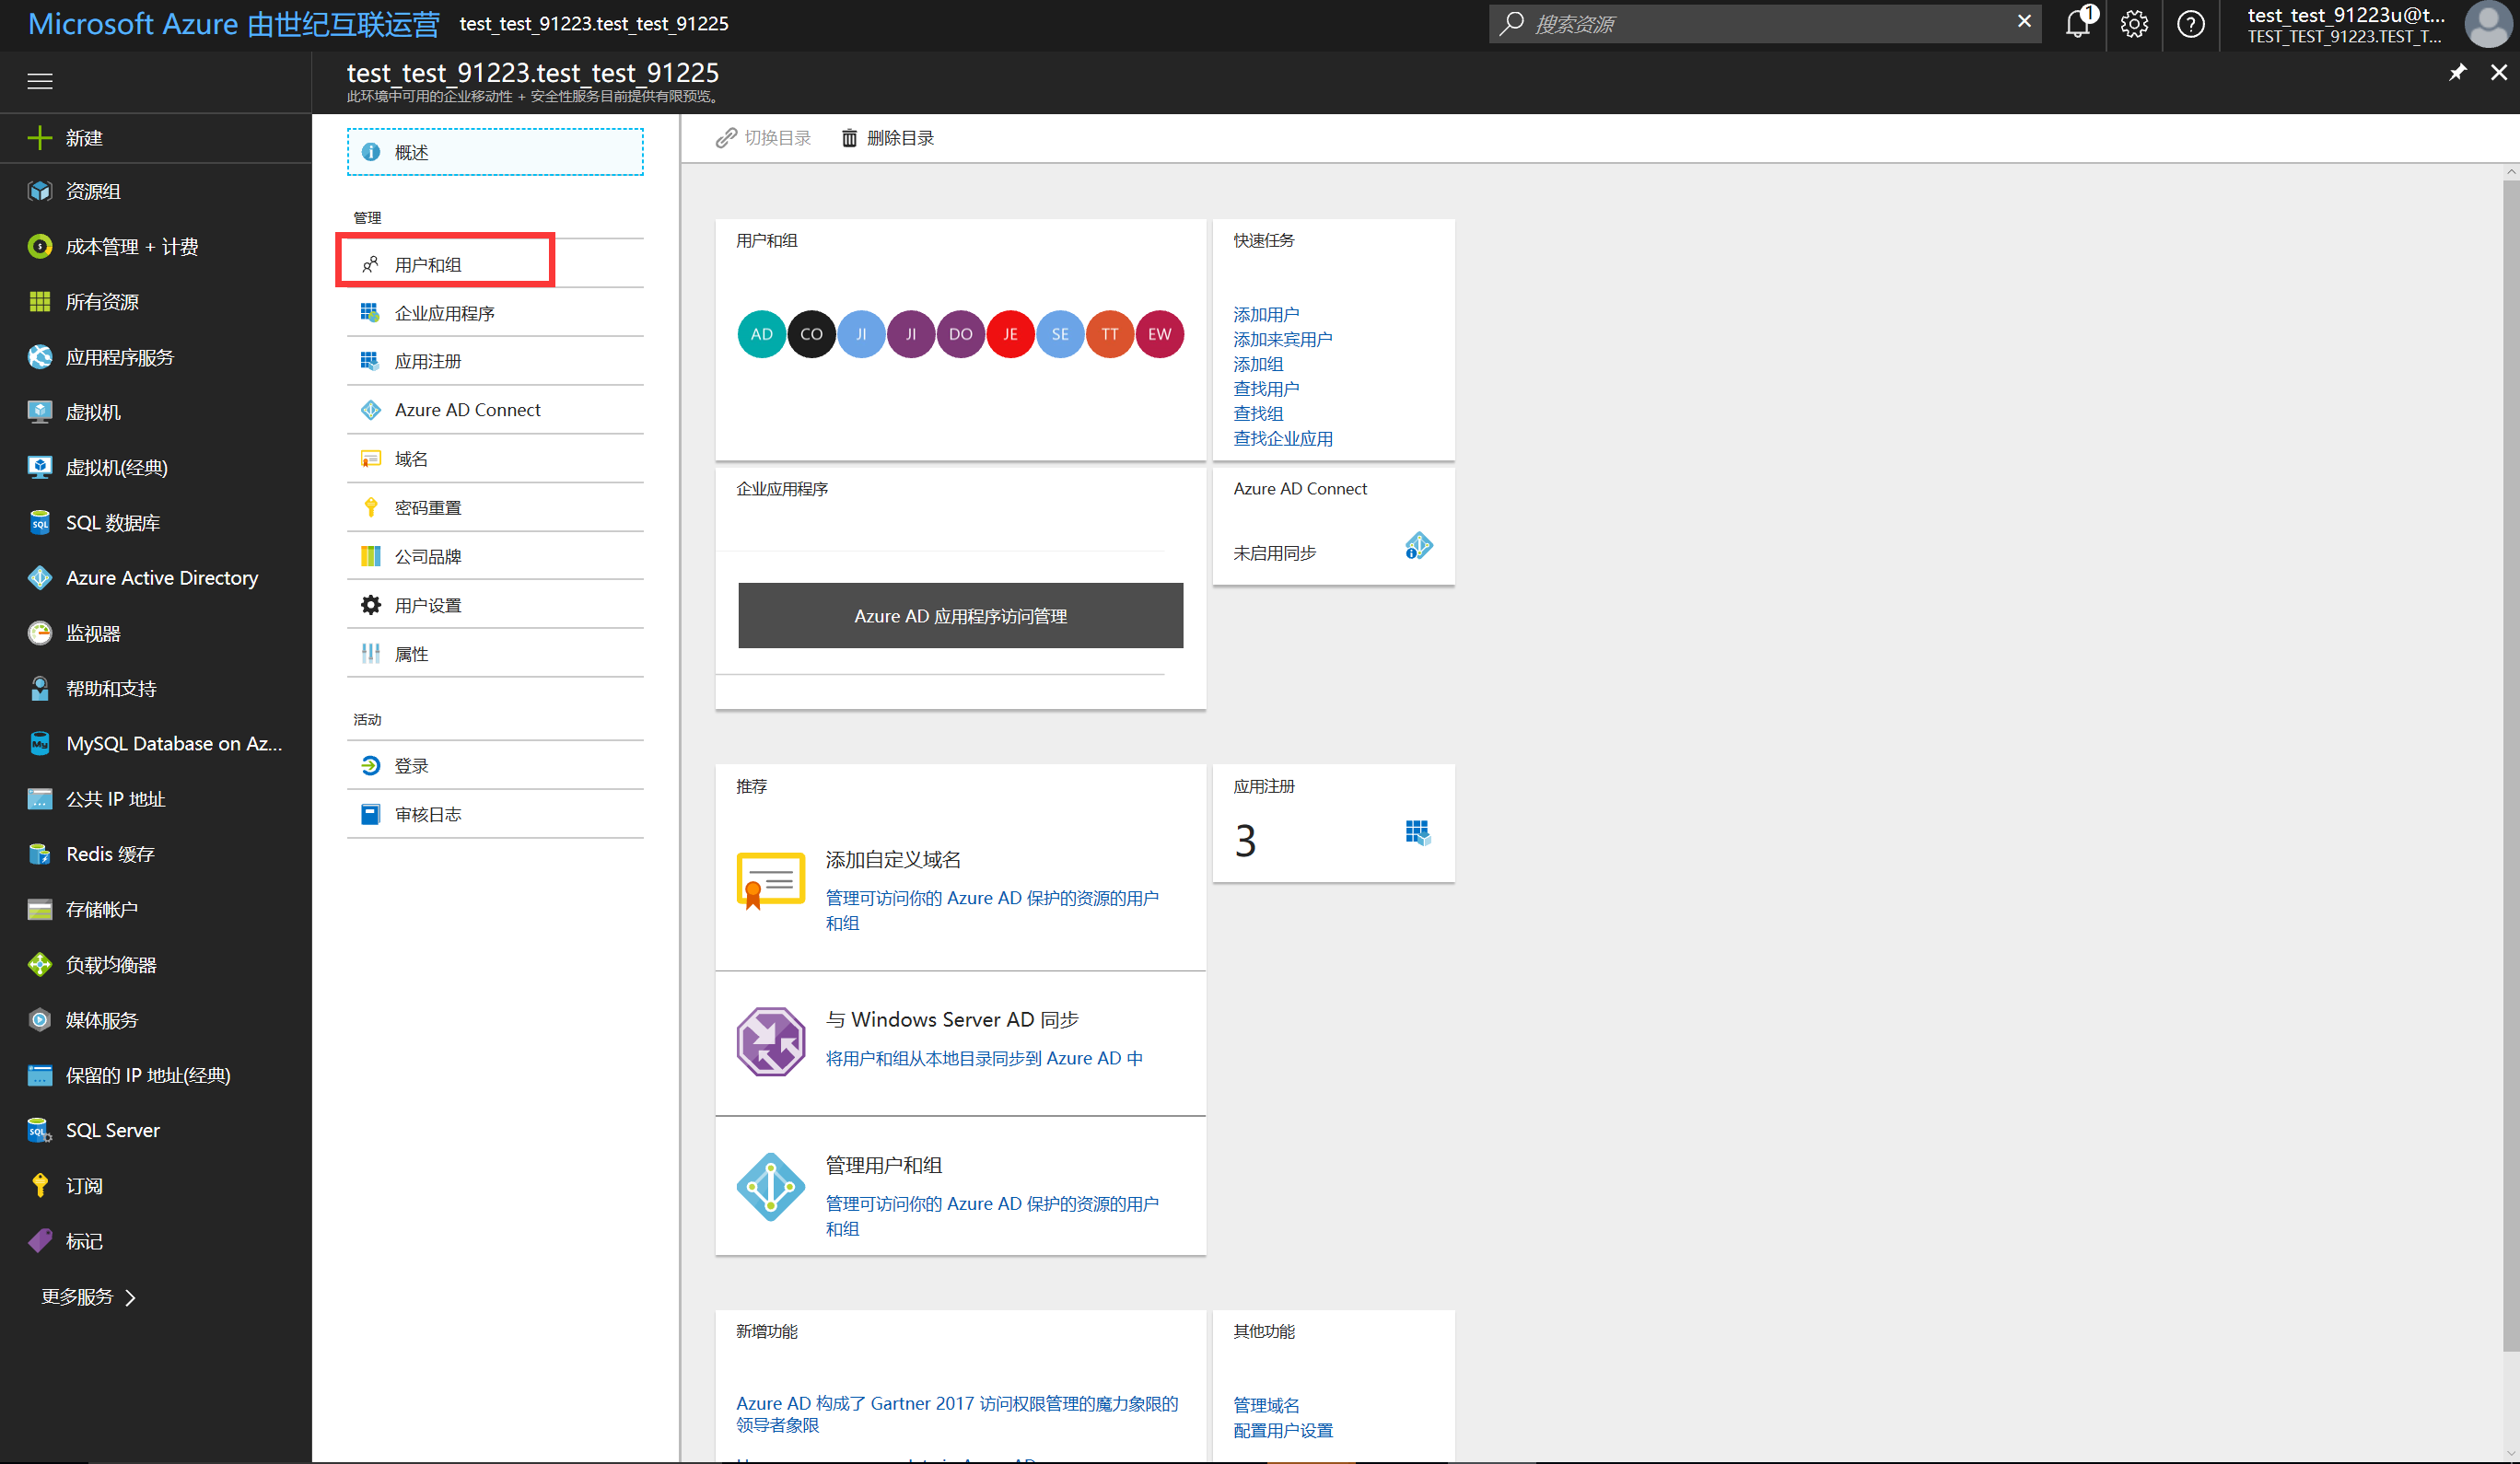 Microsoft Azure 由世纪互联运营
test_test_91223.test_test_91225
搜索资源
1
test_test_91223u@t...
TEST_TEST_91223.TEST_T...
test_test_91223.test_test_91225
此环境中可用的企业移动性 + 安全性服务目前提供有限预览。
新建
资源组
成本管理 + 计费
所有资源
应用程序服务
虚拟机
虚拟机(经典)
SQL 数据库
Azure Active Directory
监视器
帮助和支持
MySQL Database on Az...
公共 IP 地址
Redis 缓存
存储帐户
负载均衡器
媒体服务
保留的 IP 地址(经典)
SQL Server
订阅
标记
更多服务
概述
管理
用户和组
企业应用程序
应用注册
Azure AD Connect
域名
密码重置
公司品牌
用户设置
属性
活动
登录
审核日志
切换目录
删除目录
用户和组
AD CO JI JI DO JE SE TT EW
快速任务
添加用户
添加来宾用户
添加组
查找用户
查找组
查找企业应用
企业应用程序
Azure AD 应用程序访问管理
Azure AD Connect
未启用同步
推荐
添加自定义域名
管理可访问你的 Azure AD 保护的资源的用户
和组
与 Windows Server AD 同步
将用户和组从本地目录同步到 Azure AD 中
管理用户和组
管理可访问你的 Azure AD 保护的资源的用户
和组
应用注册
3
新增功能
Azure AD 构成了 Gartner 2017 访问权限管理的魔力象限的
领导者象限
其他功能
管理域名
配置用户设置